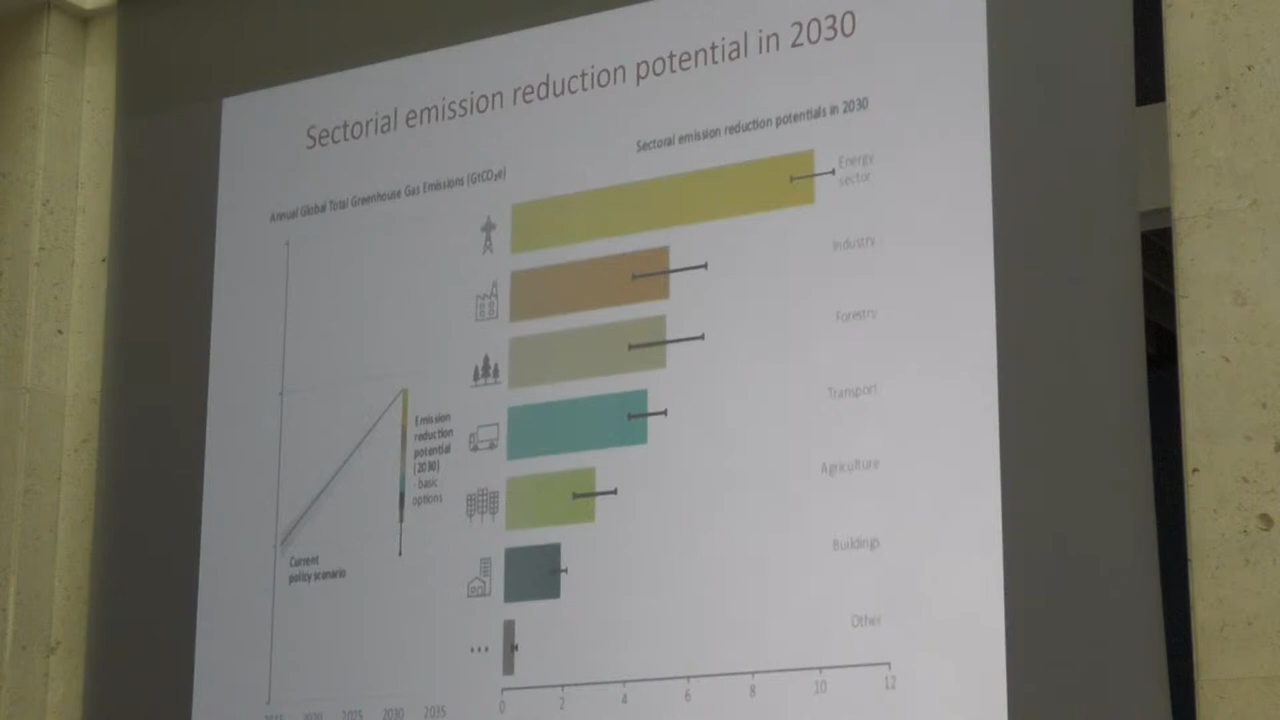 Sectorial emission reduction potential in 2030
Sectoral emission reduction potentials in 2030
Annual Global Total Greenhouse Gas Emissions (GtCO₂e)
Energy
sector
Industry
Forestry
Transport
Agriculture
Buildings
Other
Emission
reduction
potential
(2030)
- basic
options
Current
policy scenario
2025 2030 2035
0 2 4 6 8 10 12